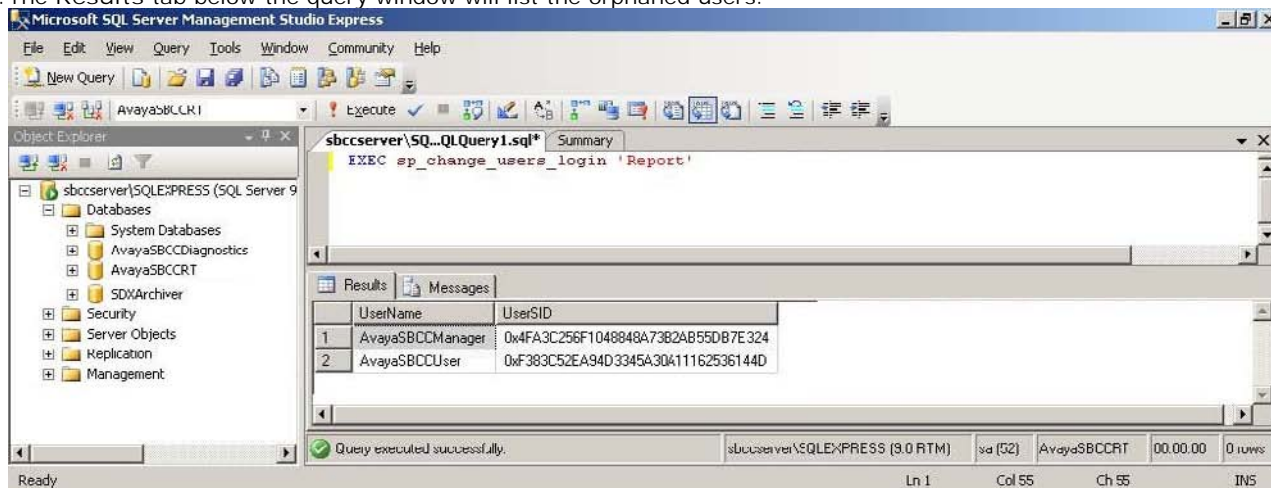 . The Results tab below the query window will list the orphaned users.
Microsoft SQL Server Management Studio Express
File Edit View Query Tools Window Community Help
New Query
AvayaSBCCRT Execute
Object Explorer
sbccserver\SQ...QLQuery1.sql* Summary
EXEC sp_change_users_login 'Report'
sbccserver\SQLEXPRESS (SQL Server 9
Databases
System Databases
AvayaSBCCDiagnostics
AvayaSBCCRT
SDXArchiver
Security
Server Objects
Replication
Management
Results Messages
UserName UserSID
1 AvayaSBCCManager 0x4FA3C256F1048848A73B2AB55DB7E324
2 AvayaSBCCUser 0xF383C52EA94D3345A30A11162536144D
Query executed successfully. sbccserver\SQLEXPRESS (9.0 RTM) sa (52) AvayaSBCCRT 00:00:00 0 rows
Ready Ln 1 Col 55 Ch 55 INS